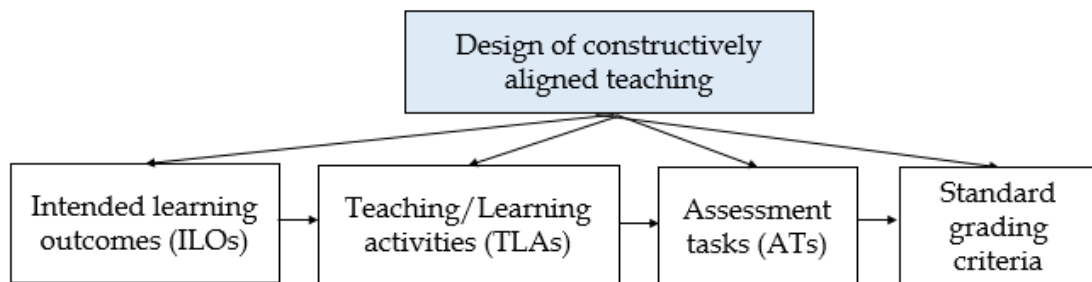 Design of constructively
aligned teaching
Intended learning
outcomes (ILOs)
Teaching/Learning
activities (TLAs)
Assessment
tasks (ATs)
Standard
grading
criteria